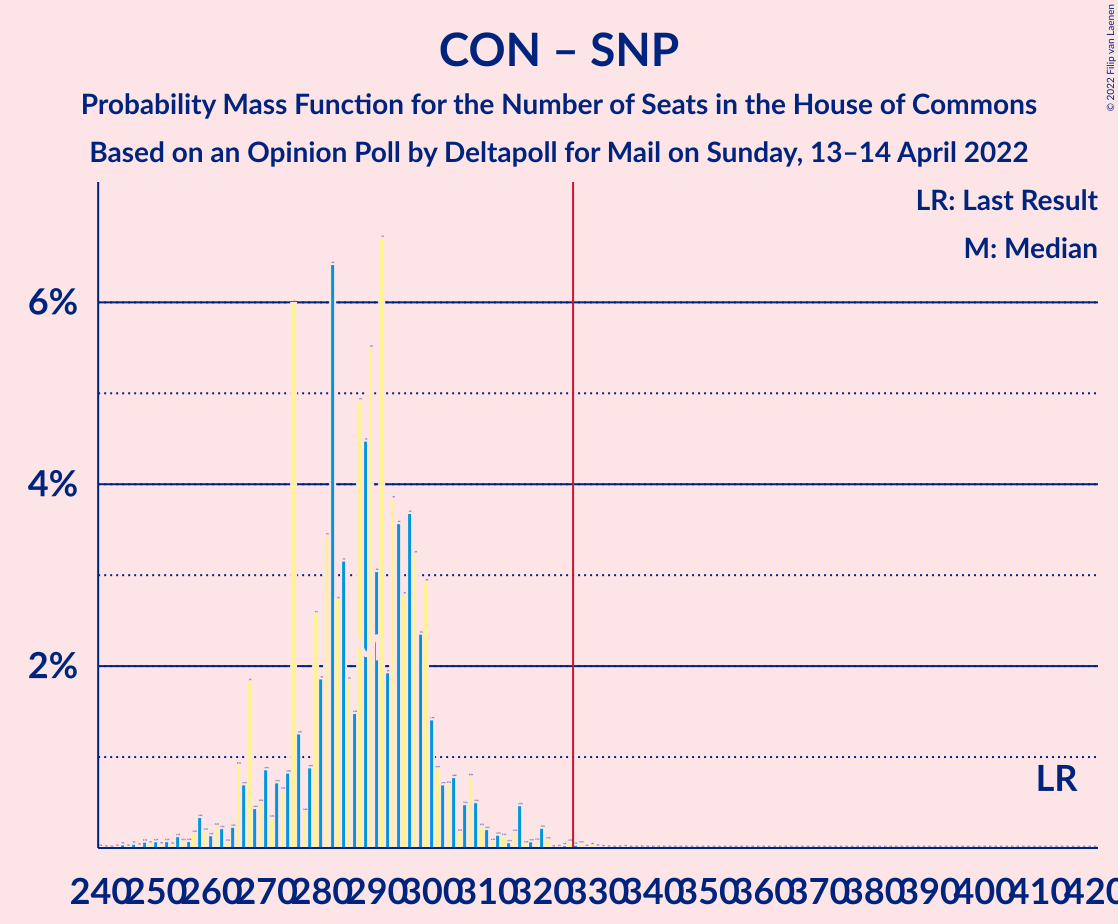 © 2022 Filip van Laenen
CON – SNP
Probability Mass Function for the Number of Seats in the House of Commons
Based on an Opinion Poll by Deltapoll for Mail on Sunday, 13–14 April 2022
LR: Last Result
M: Median
6%
4%
2%
M
LR
240 250 260 270 280 290 300 310 320 330 340 350 360 370 380 390 400 410 420